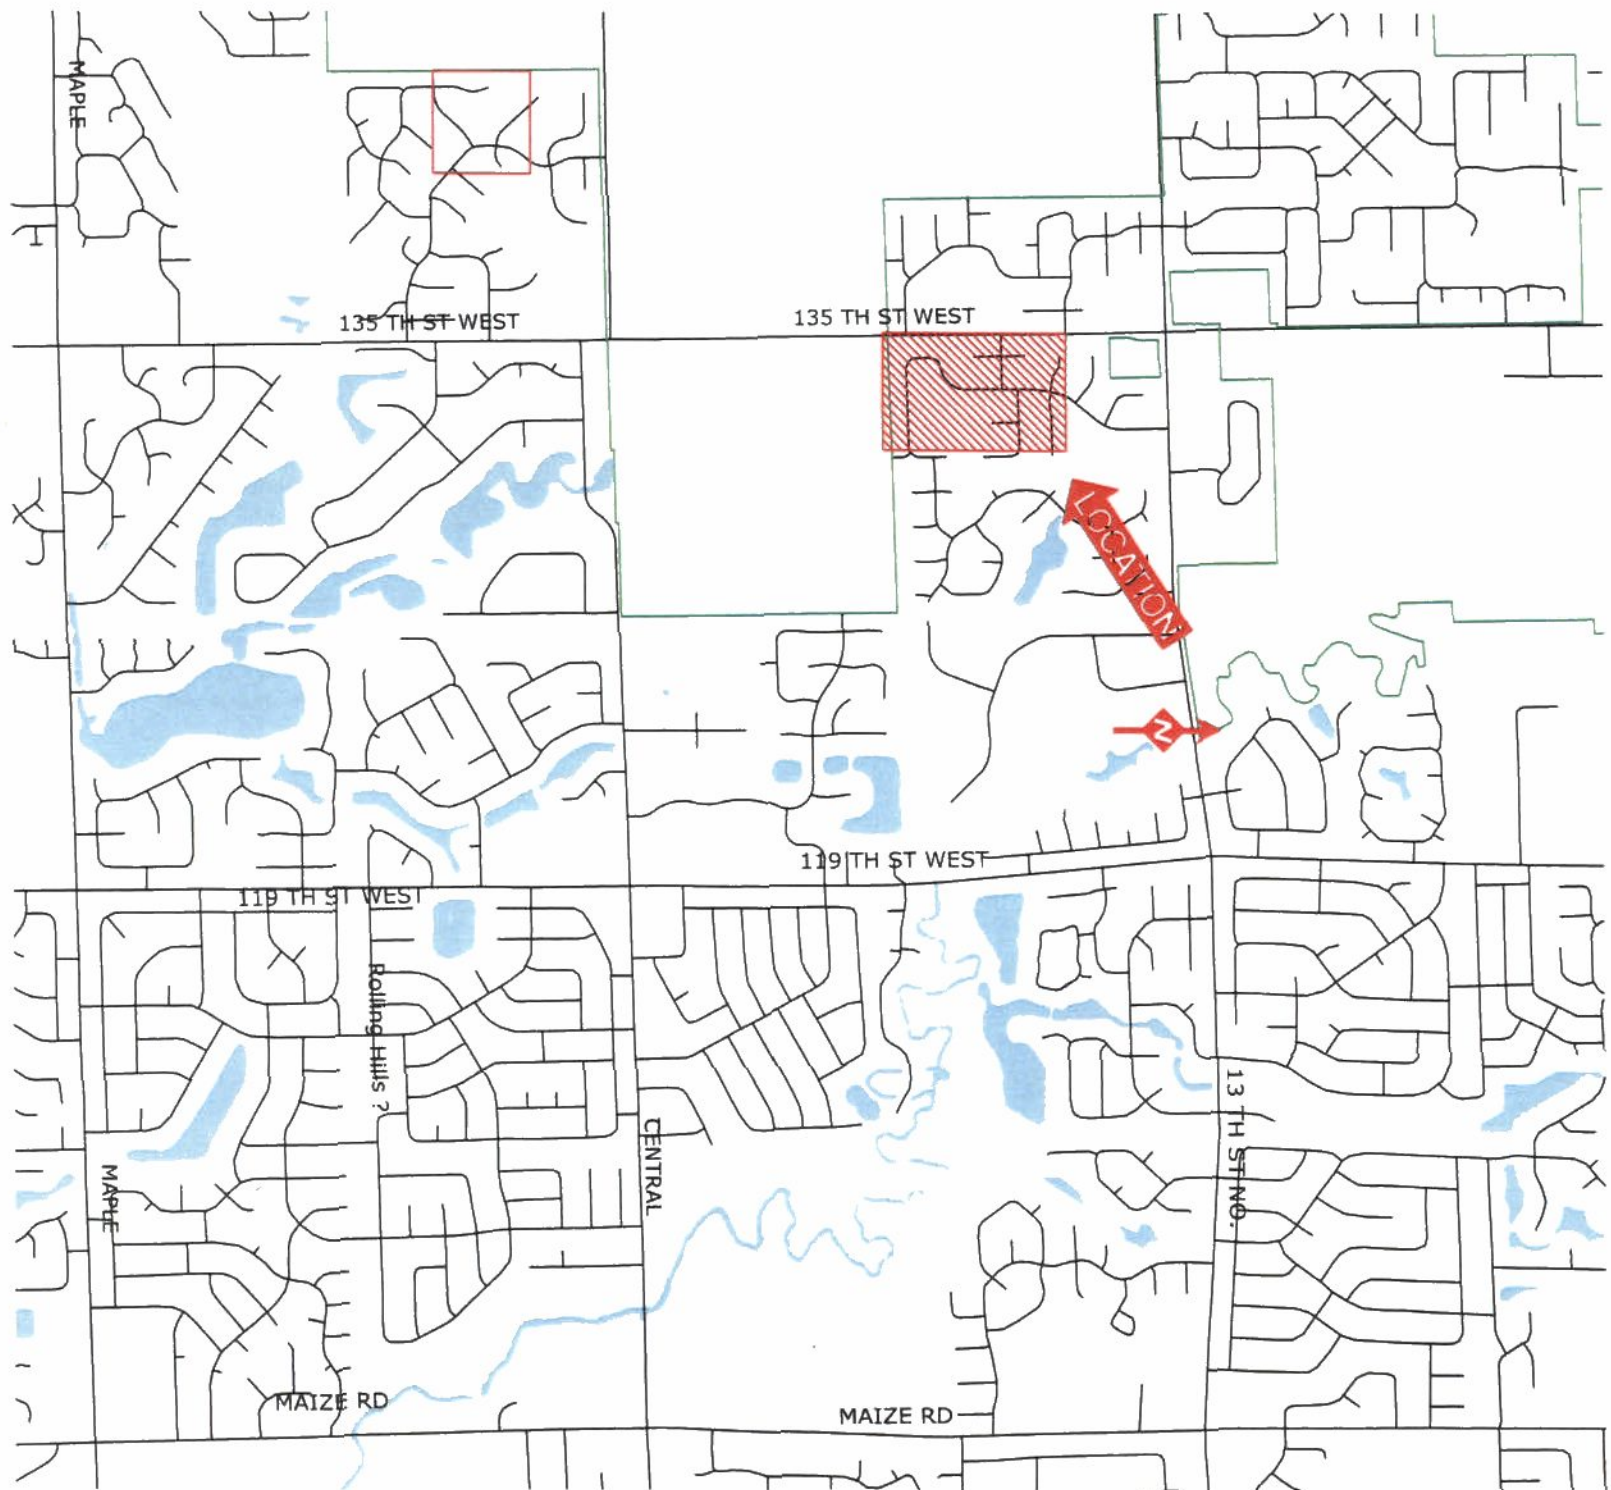 MAPLE
135 TH ST WEST
135 TH ST WEST
LOCATION
N
119 TH ST WEST
119 TH ST WEST
Rolling Hills ?
13 TH ST NO.
CENTRAL
MAPLE
MAIZE RD
MAIZE RD